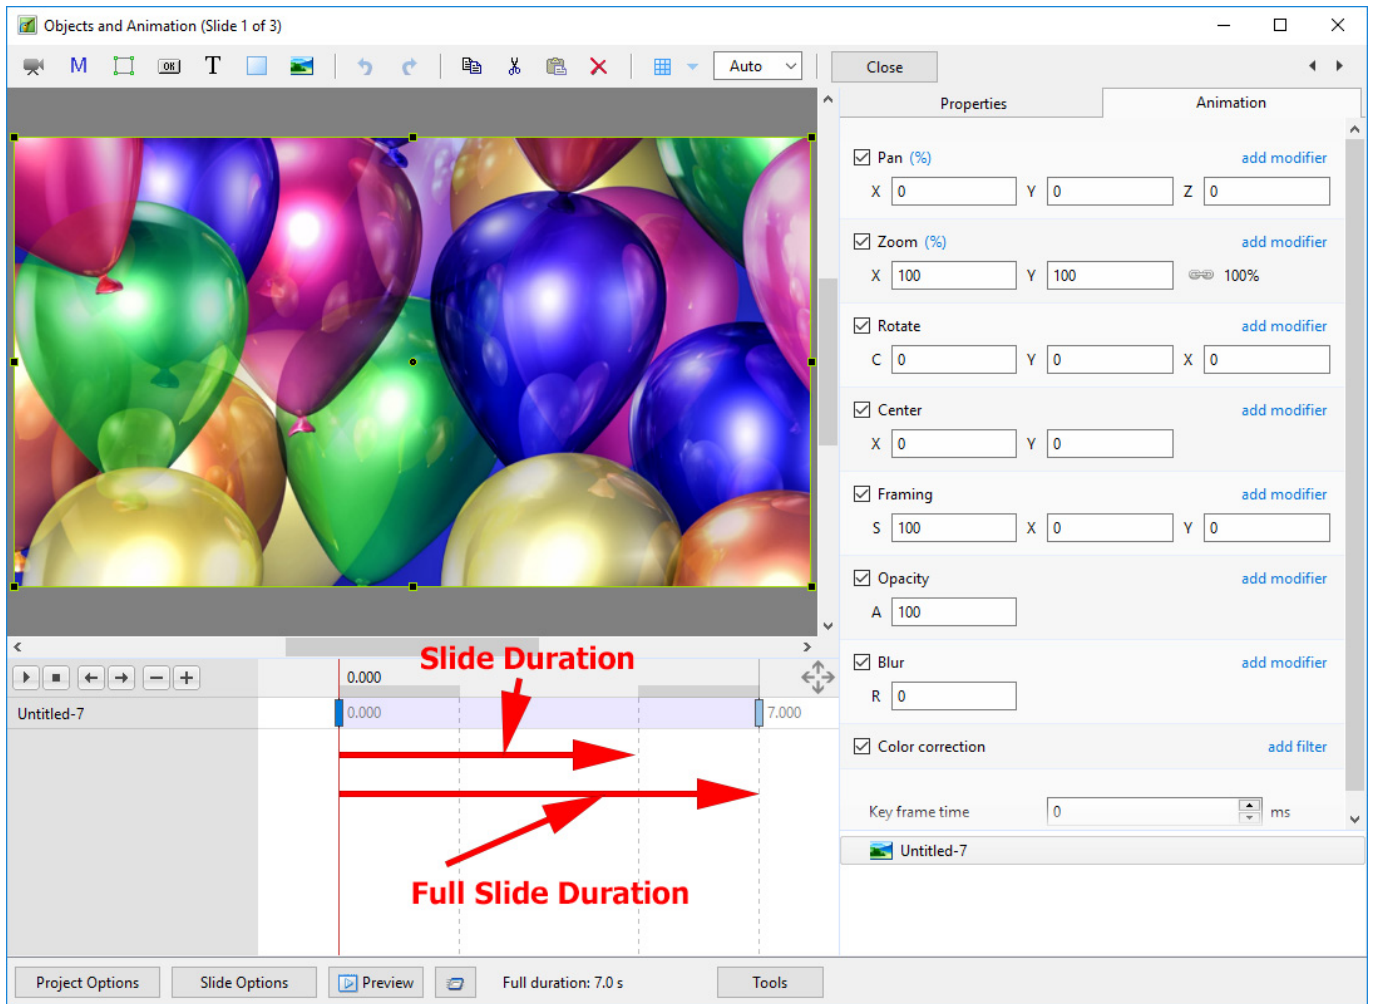 Objects and Animation (Slide 1 of 3)
M OK T Auto Close
Properties Animation
Pan (%) add modifier
X 0 Y 0 Z 0
Zoom (%) add modifier
X 100 Y 100 100%
Rotate add modifier
C 0 Y 0 X 0
Center add modifier
X 0 Y 0
Framing add modifier
S 100 X 0 Y 0
Opacity add modifier
A 100
Blur add modifier
R 0
Color correction add filter
Key frame time 0 ms
Untitled-7
Slide Duration
0.000
Untitled-7 0.000 7.000
Full Slide Duration
Project Options Slide Options Preview Full duration: 7.0 s Tools